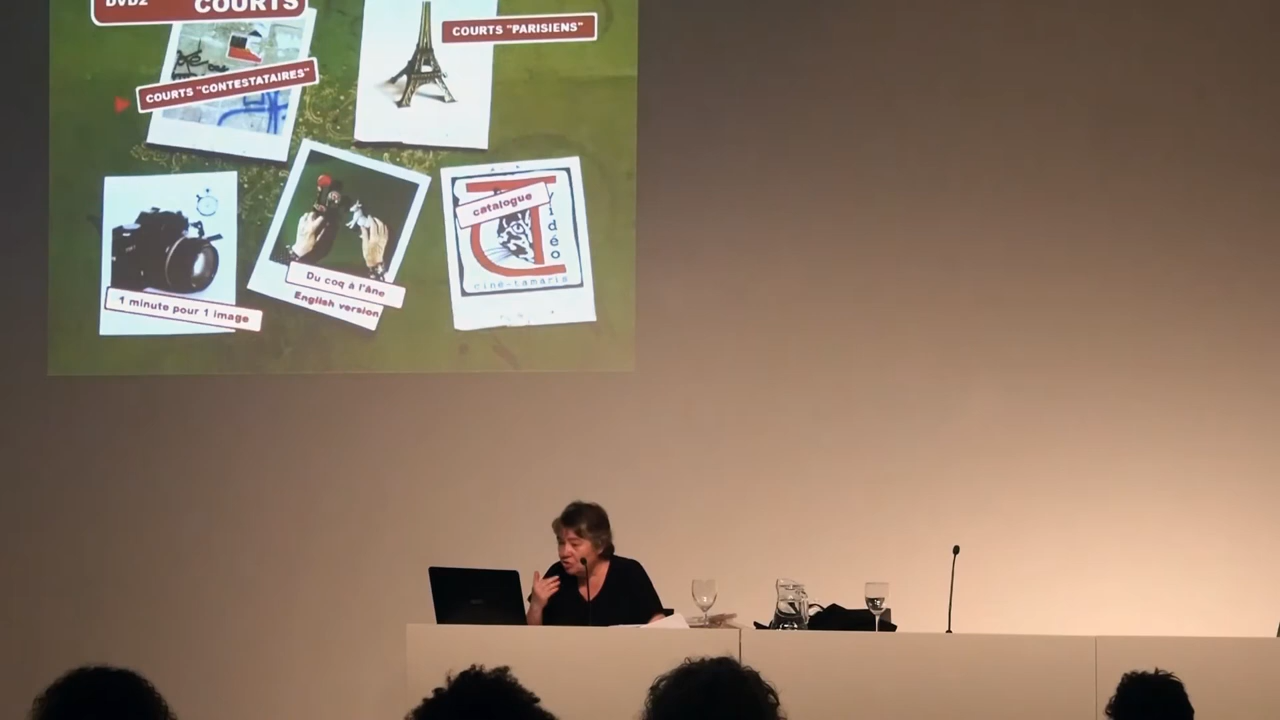 DVD2
COURTS
COURTS "PARISIENS"
COURTS "CONTESTATAIRES"
catalogue
vidéo
ciné-tamaris
Du coq à l'âne
English version
1 minute pour 1 image